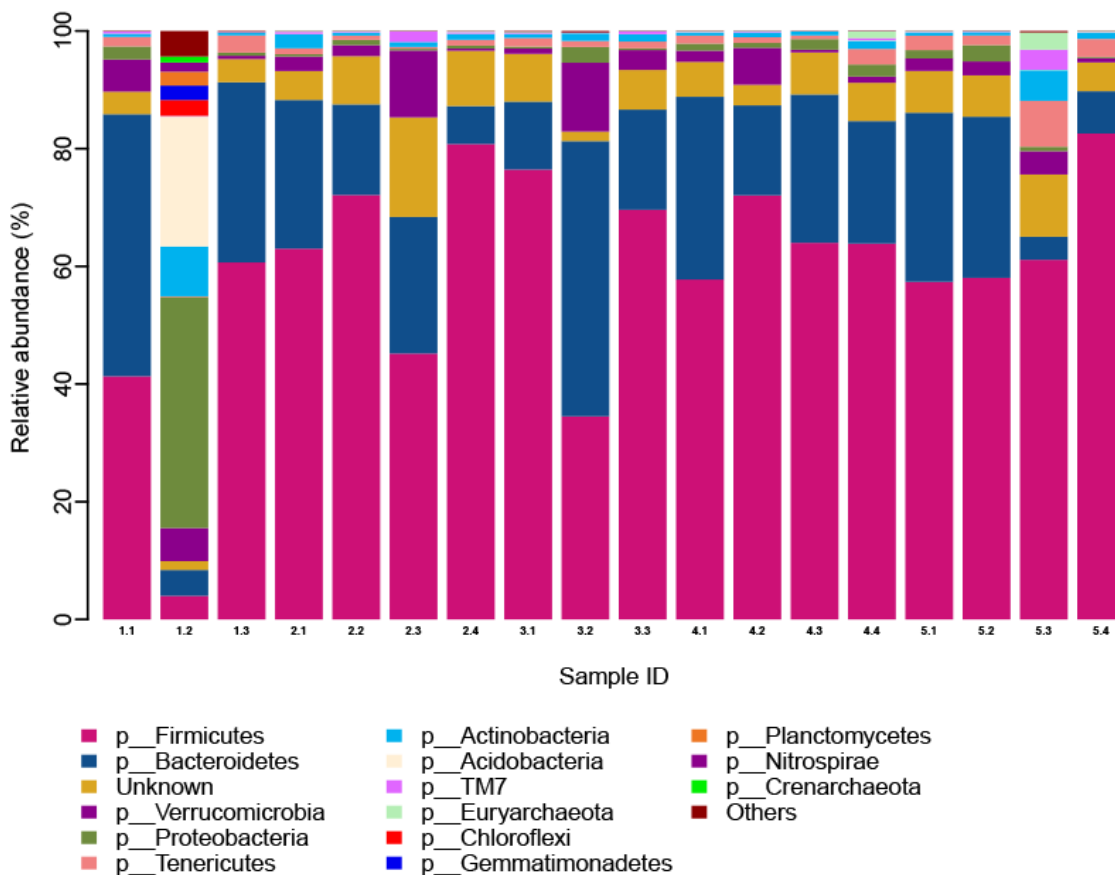 100
80
60
40
20
0
Relative abundance (%)
1.1 1.2 1.3 2.1 2.2 2.3 2.4 3.1 3.2 3.3 4.1 4.2 4.3 4.4 5.1 5.2 5.3 5.4
Sample ID
p__Firmicutes
p__Bacteroidetes
Unknown
p__Verrucomicrobia
p__Proteobacteria
p__Tenericutes
p__Actinobacteria
p__Acidobacteria
p__TM7
p__Euryarchaeota
p__Chloroflexi
p__Gemmatimonadetes
p__Planctomycetes
p__Nitrospirae
p__Crenarchaeota
Others